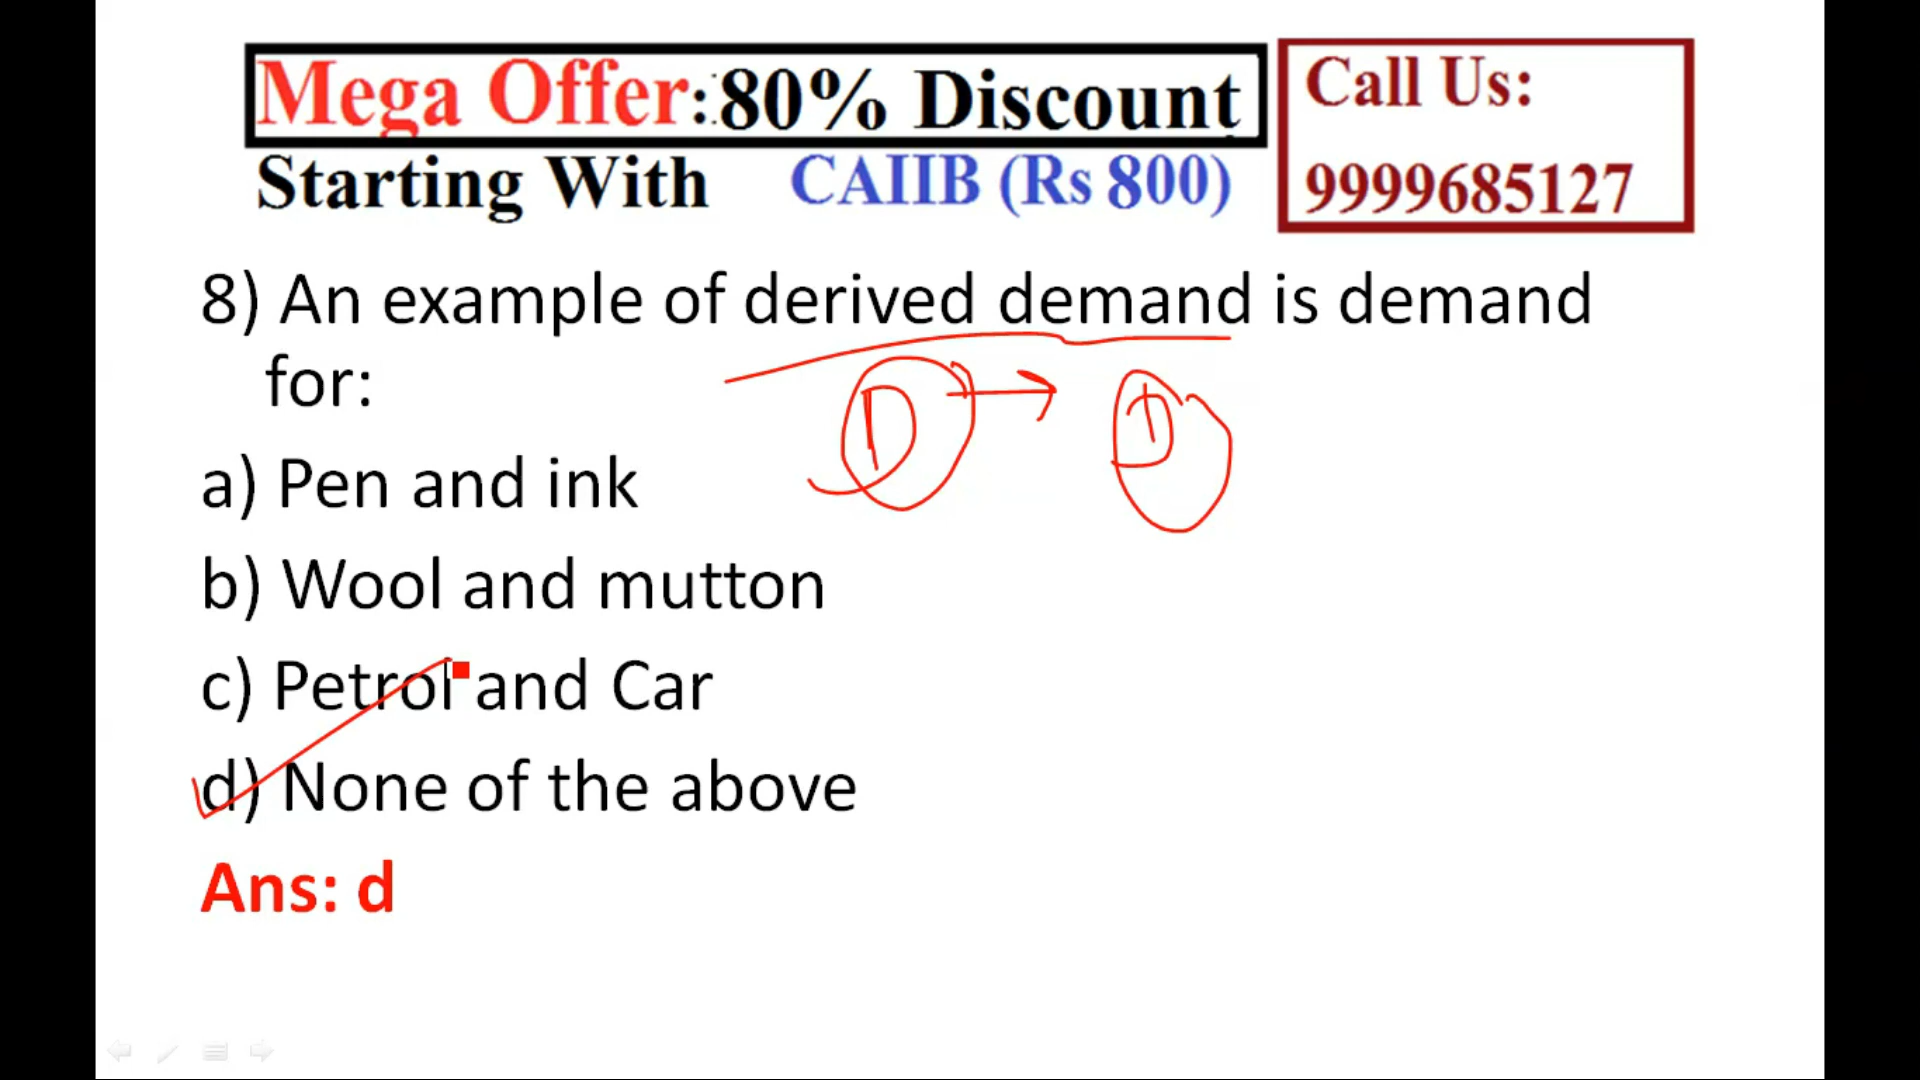 Mega Offer: 80% Discount
Starting With CAIIB (Rs 800)
Call Us:
9999685127
8) An example of derived demand is demand
for:
D → D
a) Pen and ink
b) Wool and mutton
c) Petrol and Car
d) None of the above
Ans: d